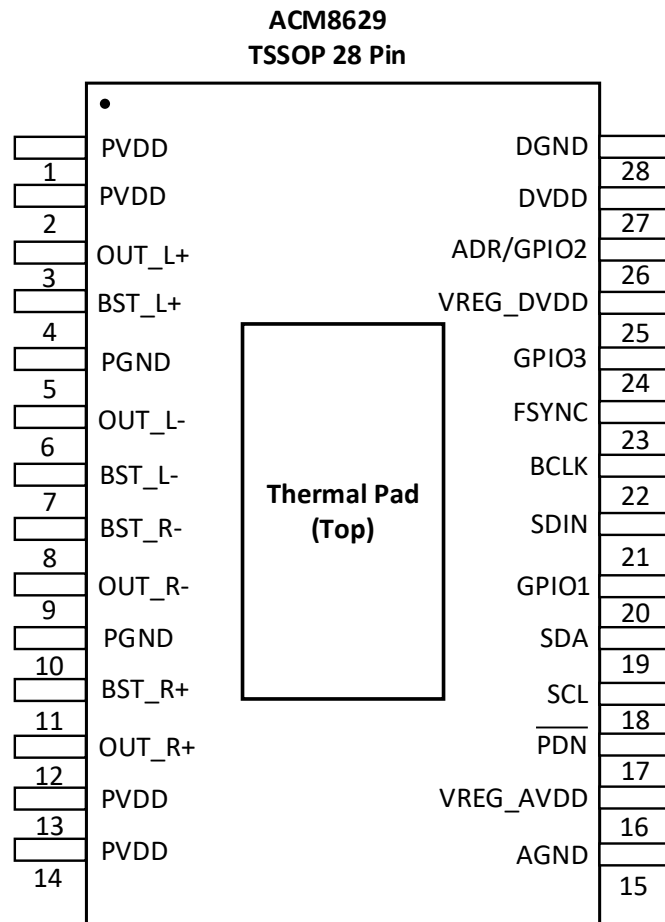 ACM8629
TSSOP 28 Pin
PVDD
1
PVDD
2
OUT_L+
3
BST_L+
4
PGND
5
OUT_L-
6
BST_L-
7
BST_R-
8
OUT_R-
9
PGND
10
BST_R+
11
OUT_R+
12
PVDD
13
PVDD
14
Thermal Pad
(Top)
DGND
28
DVDD
27
ADR/GPIO2
26
VREG_DVDD
25
GPIO3
24
FSYNC
23
BCLK
22
SDIN
21
GPIO1
20
SDA
19
SCL
18
PDN
17
VREG_AVDD
16
AGND
15